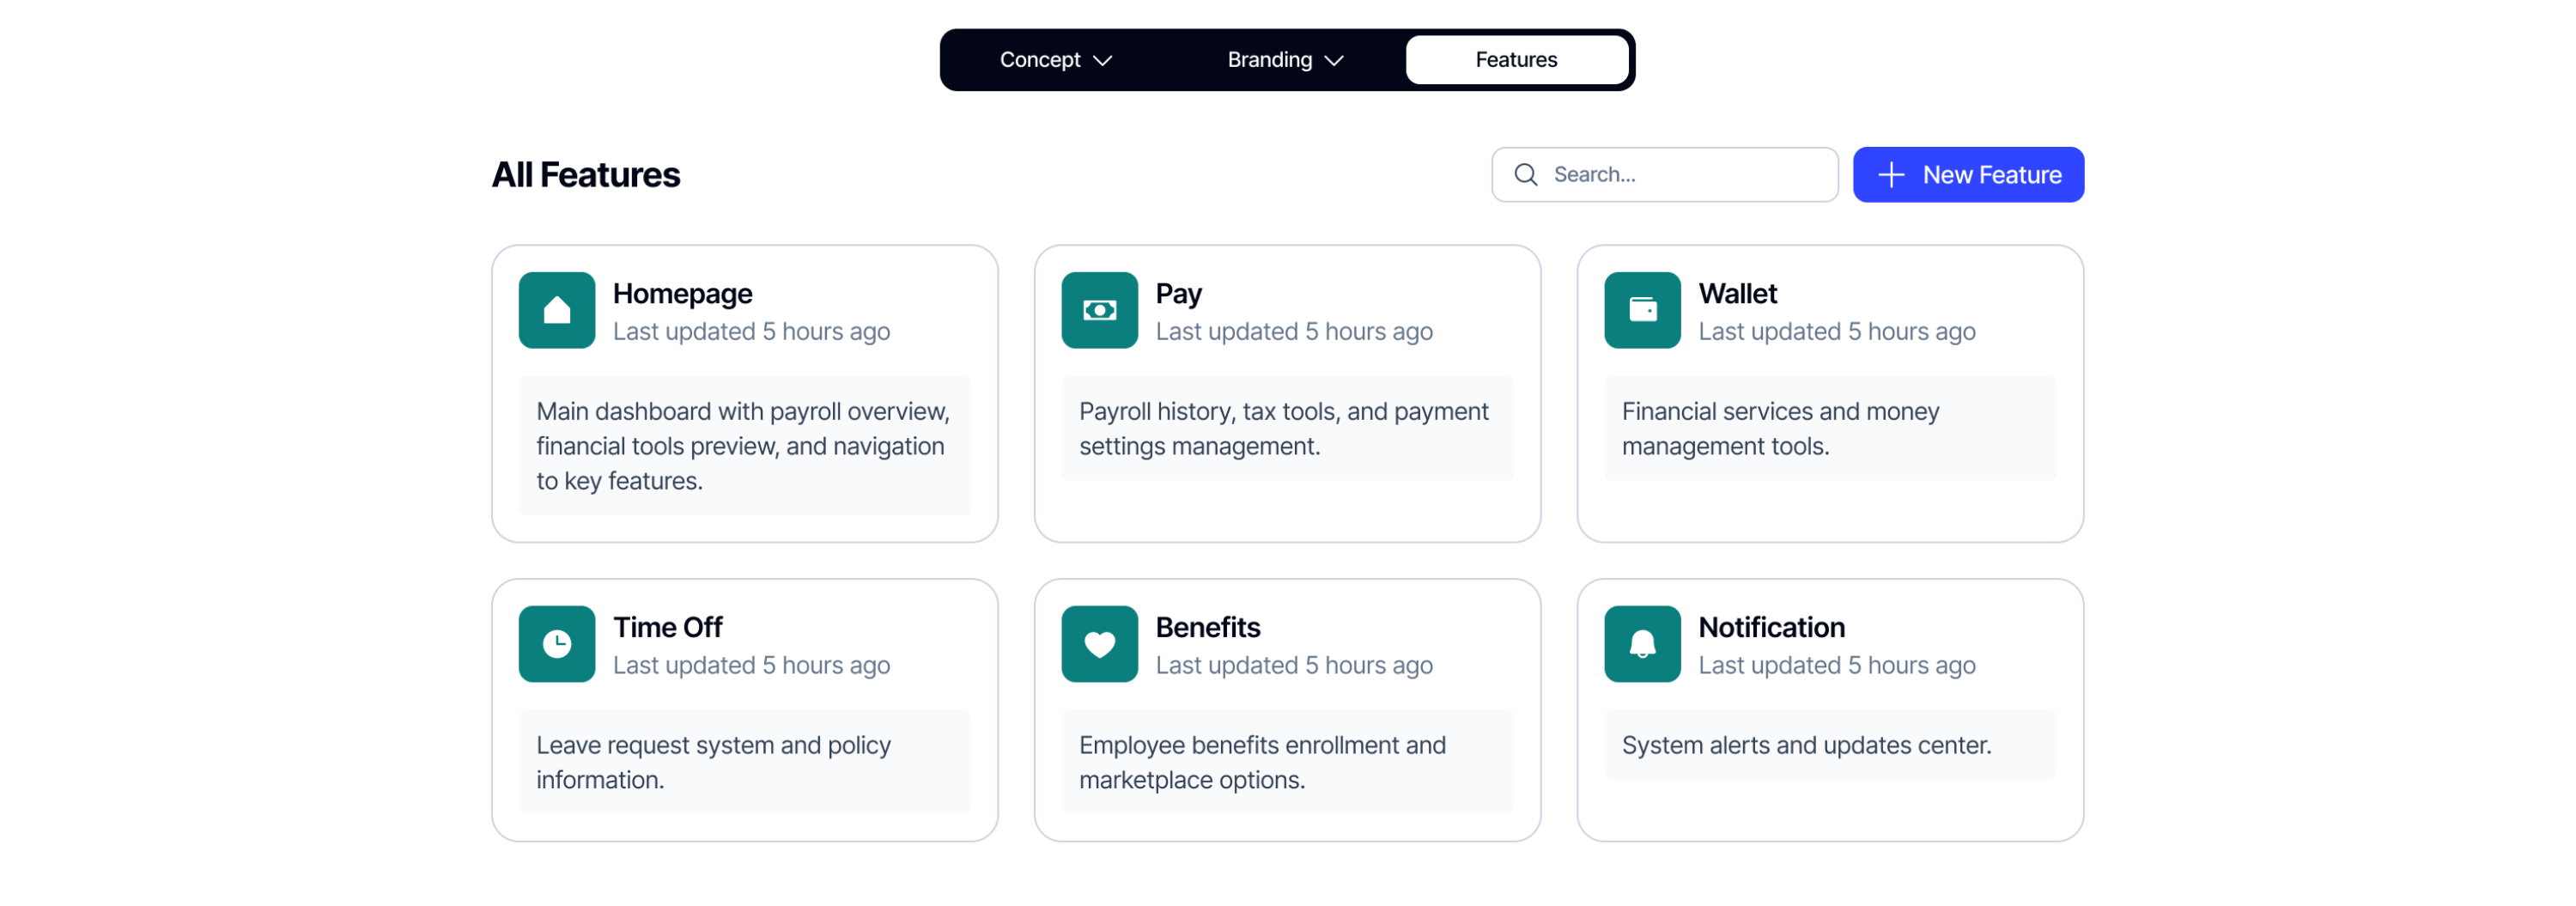 Concept
Branding
Features
All Features
Search...
New Feature
Homepage
Last updated 5 hours ago
Main dashboard with payroll overview,
financial tools preview, and navigation
to key features.
Pay
Last updated 5 hours ago
Payroll history, tax tools, and payment
settings management.
Wallet
Last updated 5 hours ago
Financial services and money
management tools.
Time Off
Last updated 5 hours ago
Leave request system and policy
information.
Benefits
Last updated 5 hours ago
Employee benefits enrollment and
marketplace options.
Notification
Last updated 5 hours ago
System alerts and updates center.